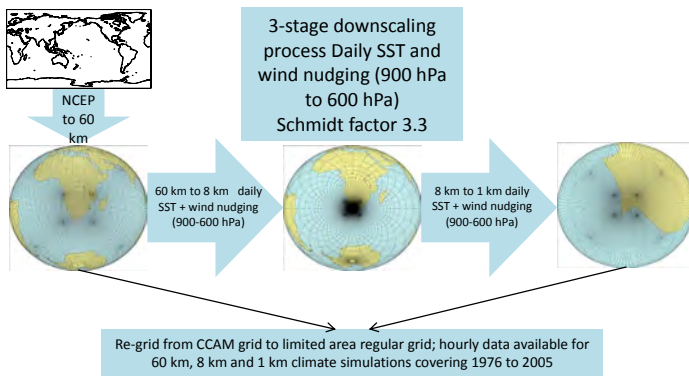 3-stage downscaling
process Daily SST and
wind nudging (900 hPa
to 600 hPa)
Schmidt factor 3.3
NCEP
to 60
km
60 km to 8 km daily
SST + wind nudging
(900-600 hPa)
8 km to 1 km daily
SST + wind nudging
(900-600 hPa)
Re-grid from CCAM grid to limited area regular grid; hourly data available for
60 km, 8 km and 1 km climate simulations covering 1976 to 2005